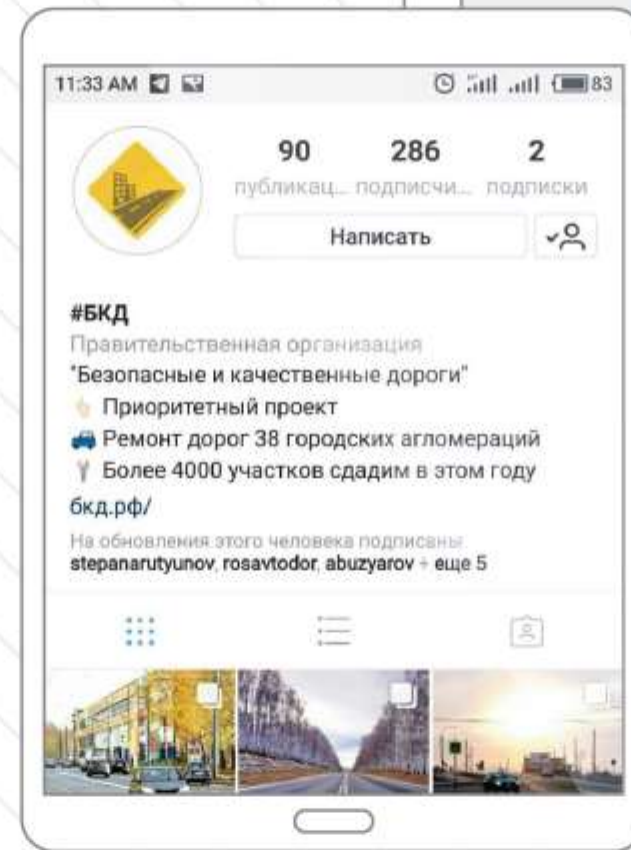 11:33 AM 83
90 286 2
публикац... подписчи... подписки
Написать
#БКД
Правительственная организация
"Безопасные и качественные дороги"
Приоритетный проект
Ремонт дорог 38 городских агломераций
Более 4000 участков сдадим в этом году
бкд.рф/
На обновления этого человека подписаны
stepanarutyunov, rosavtodor, abuzyarov + еще 5